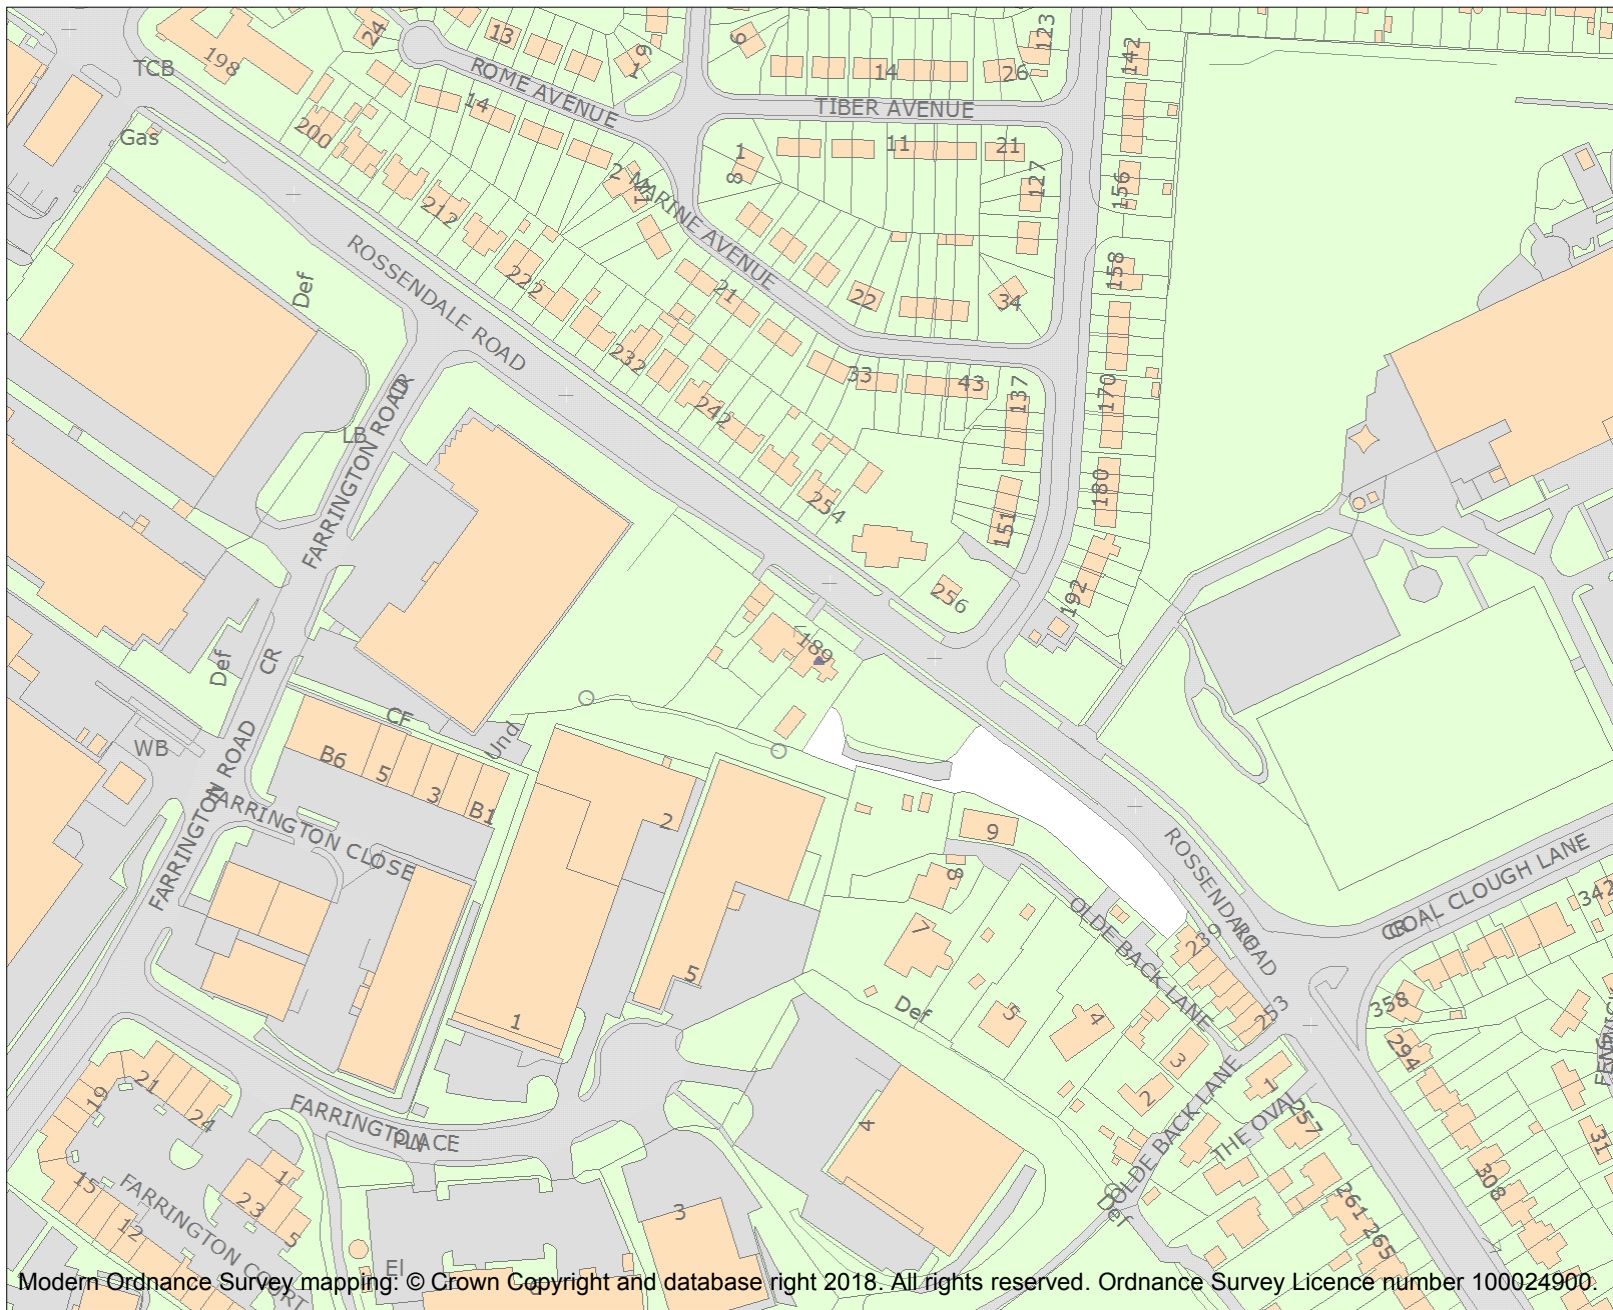 24
13
19
6
123
142
198
TCB
ROME AVENUE
14
26
TIBER AVENUE
14
Gas
200
11
21
1
8
2
127
156
212
MARINE AVENUE
Def
ROSSENDALE ROAD
222
21
22
34
158
232
33
43
137
170
CR
242
LB
FARRINGTON ROAD
254
180
151
256
192
189
Def
CR
CF
Und
WB
FARRINGTON ROAD
B6
5
3
B1
FARRINGTON CLOSE
2
9
8
ROSSENDALE ROAD
COAL CLOUGH LANE
CR
342
OLDE BACK LANE
239
7
5
Def
5
4
253
358
1
294
3
19
21
24
2
1
257
THE OVAL
OLDE BACK LANE
FARRINGTON PLACE
4
31
15
12
FARRINGTON COURT
1
23
5
3
Def
261
265
308
El
Modern Ordnance Survey mapping: © Crown Copyright and database right 2018. All rights reserved. Ordnance Survey Licence number 100024900.